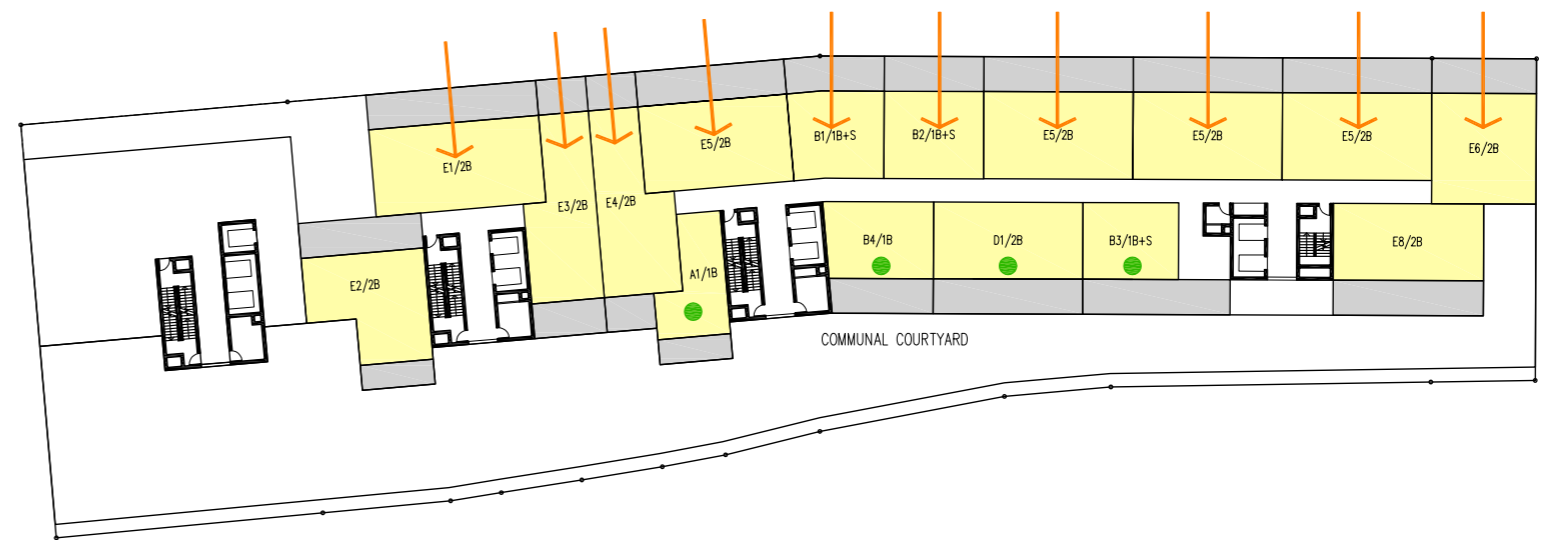 E1/2B
E3/2B
E4/2B
E5/2B
B1/1B+S
B2/1B+S
E5/2B
E5/2B
E5/2B
E6/2B
E2/2B
A1/1B
B4/1B
D1/2B
B3/1B+S
E8/2B
COMMUNAL COURTYARD